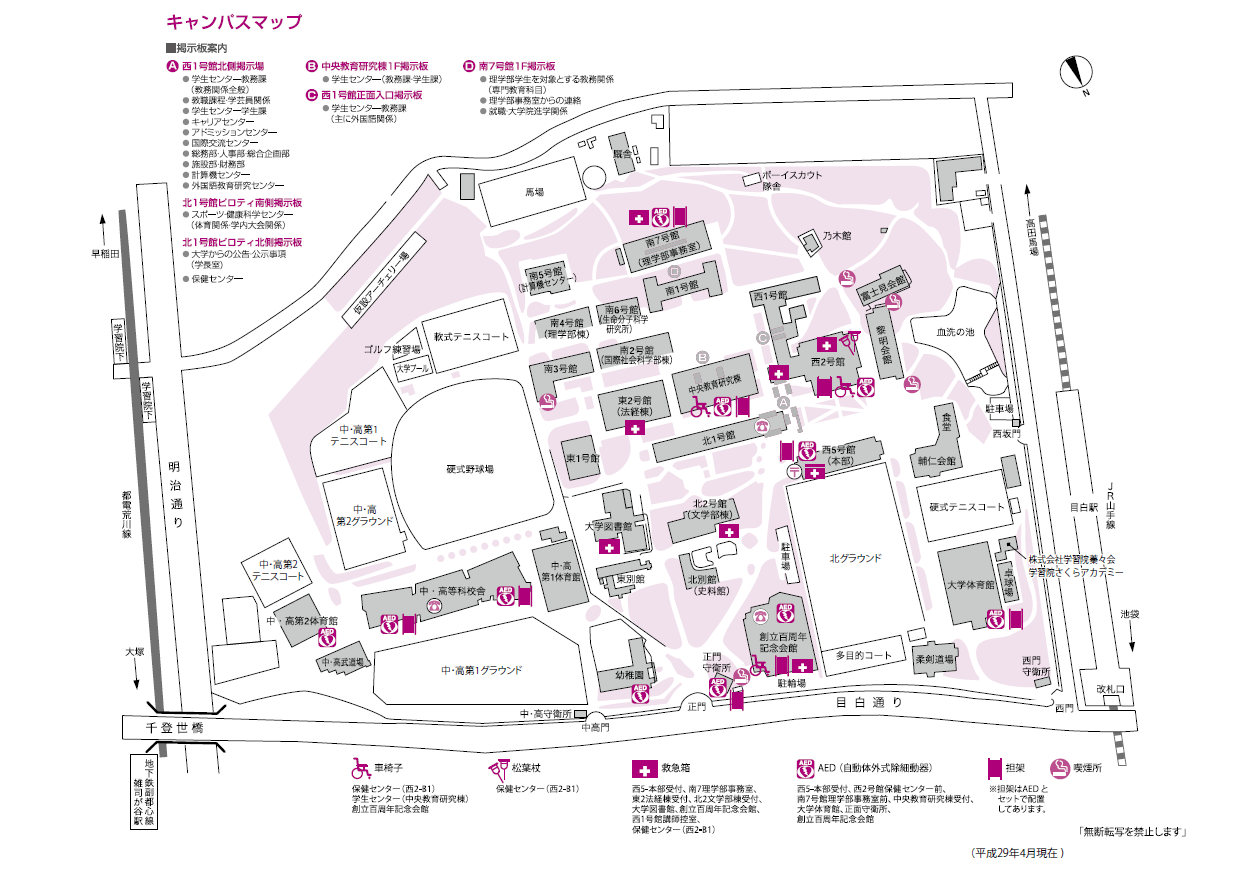 キャンパスマップ
■掲示板案内
A 西1号館北側掲示場
● 学生センター教務課
（教務関係全般）
● 教職課程・学芸員関係
● 学生センター学生課
● キャリアセンター
● アドミッションセンター
● 国際交流センター
● 総務部・人事部・総合企画部
● 施設部・財務部
● 計算機センター
● 外国語教育研究センター
北1号館ピロティ南側掲示板
● スポーツ・健康科学センター
（体育関係・学内大会関係）
北1号館ピロティ北側掲示板
● 大学からの公告・公示事項
（学長室）
● 保健センター
B 中央教育研究棟1F掲示板
● 学生センター（教務課・学生課）
C 西1号館正面入口掲示板
● 学生センター教務課
（主に外国語関係）
D 南7号館1F掲示板
● 理学部学生を対象とする教務関係
（専門教育科目）
● 理学部事務室からの連絡
● 就職・大学院進学関係
N
厩舎
馬場
ボーイスカウト
隊舎
乃木館
AED
南7号館
（理学部事務室）
D
高田馬場
早稲田
仮設アーチェリー場
南5号館
（計算機センター）
南1号館
西1号館
富士見会館
南6号館
（生命分子科学
研究所）
南4号館
（理学部棟）
軟式テニスコート
ゴルフ練習場
大学プール
南2号館
（国際社会科学部棟）
南3号館
黎明会館
血洗の池
学習院下
学習院下
C
B
西2号館
中央教育研究棟
AED
AED
A
東2号館
（法経棟）
北1号館
中・高第1
テニスコート
硬式野球場
東1号館
食堂
駐車場
西坂門
輔仁会館
AED
西5号館
（本部）
明治通り
都電荒川線
中・高
第2グラウンド
大学図書館
北2号館
（文学部棟）
硬式テニスコート
目白駅
JR山手線
中・高第2
テニスコート
中・高
第1体育館
東別館
北別館
（史料館）
駐車場
北グラウンド
大学体育館
卓球場
株式会社学習院蓁々会
学習院さくらアカデミー
中・高等科校舎
AED
AED
中・高第2体育館
AED
中・高武道場
中・高第1グラウンド
AED
創立百周年
記念会館
AED
池袋
大塚
幼稚園
AED
正門
守衛所
AED
駐輪場
多目的コート
柔剣道場
西門
守衛所
改札口
千登世橋
中・高守衛所
中高門
正門
目白通り
西門
地下鉄副都心線
雑司が谷駅
車椅子
保健センター（西2-B1）
学生センター（中央教育研究棟）
創立百周年記念会館
松葉杖
保健センター（西2-B1）
救急箱
西5-本部受付、南7理学部事務室、
東2法経棟受付、北2文学部棟受付、
大学図書館、創立百周年記念会館、
西1号館講師控室、
保健センター（西2-B1）
AED
AED（自動体外式除細動器）
西5-本部受付、西2号館保健センター前、
南7号館理学部事務室前、中央教育研究棟受付、
大学体育館、正面守衛所、
創立百周年記念会館
担架
※担架はAEDと
セットで配置
してあります。
喫煙所
「無断転写を禁止します」
（平成29年4月現在）